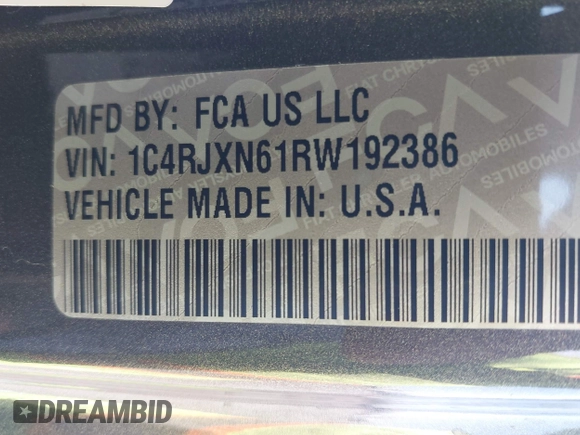 MFD BY: FCA US LLC
VIN: 1C4RJXN61RW192386
VEHICLE MADE IN: U.S.A.
DREAMBID